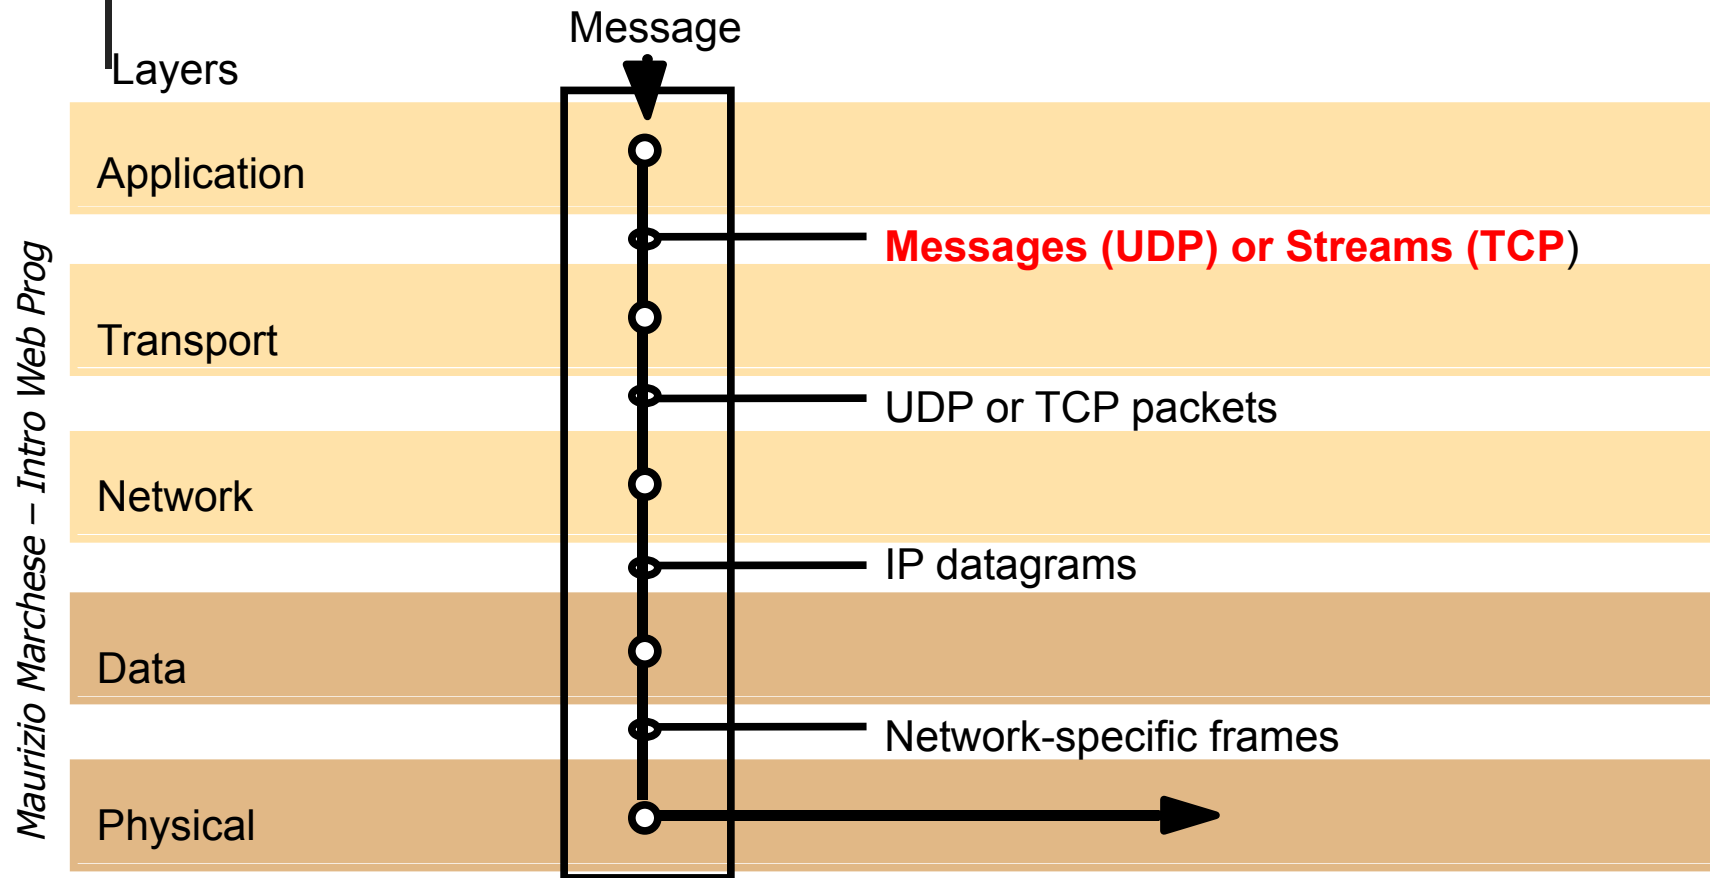 Message
Layers
Application
Messages (UDP) or Streams (TCP)
Transport
UDP or TCP packets
Network
IP datagrams
Data
Network-specific frames
Physical
Maurizio Marchese – Intro Web Prog